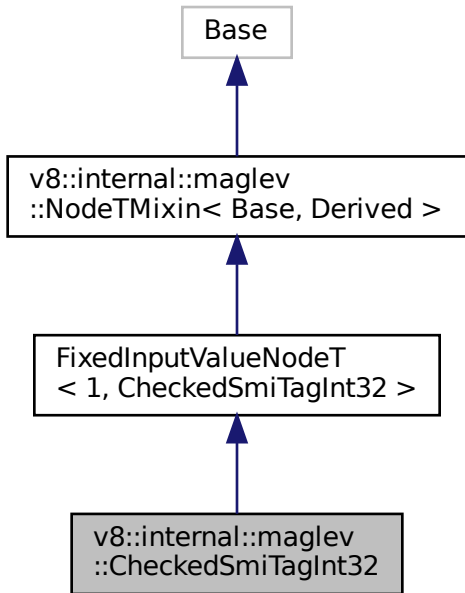 Base
v8::internal::maglev
::NodeTMixin< Base, Derived >
FixedInputValueNodeT
< 1, CheckedSmiTagInt32 >
v8::internal::maglev
::CheckedSmiTagInt32